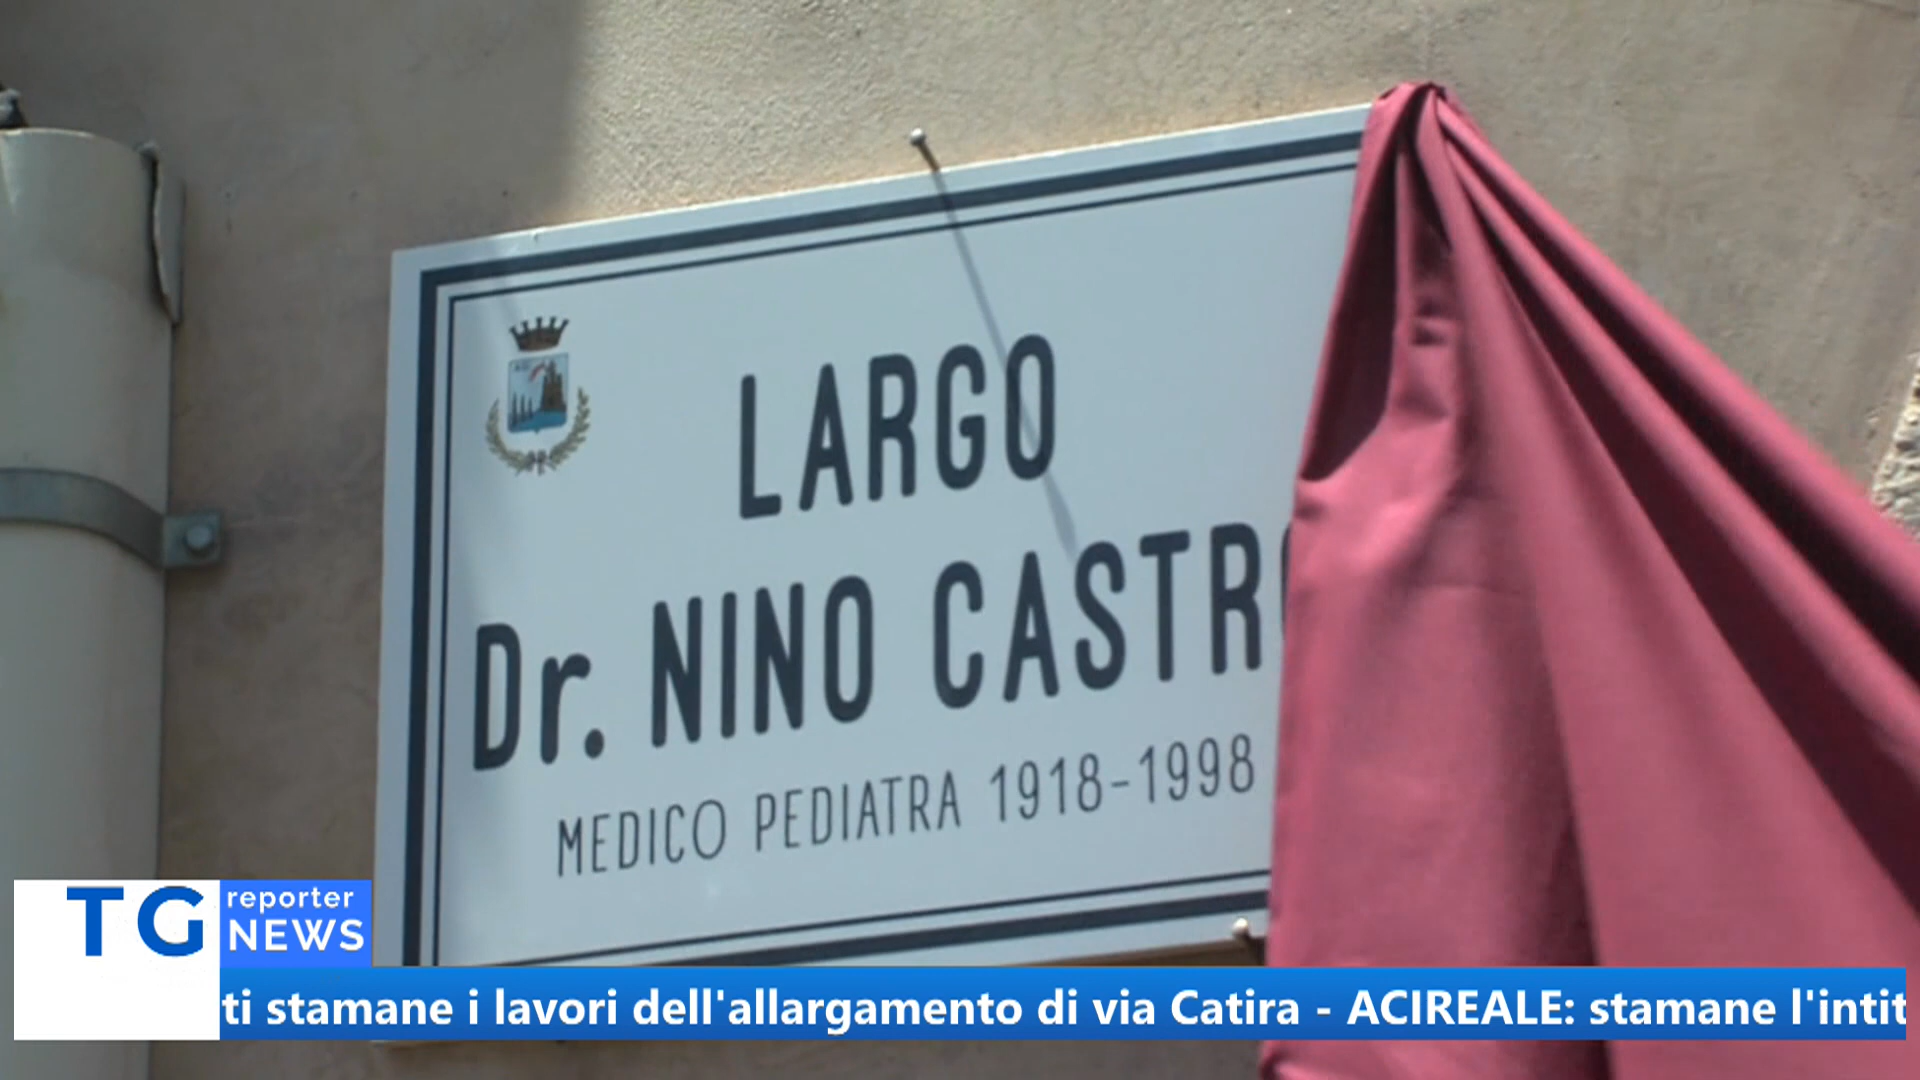 LARGO
Dr. NINO CASTRO
MEDICO PEDIATRA 1918-1998
TG reporter
NEWS
ti stamane i lavori dell'allargamento di via Catira - ACIREALE: stamane l'intit